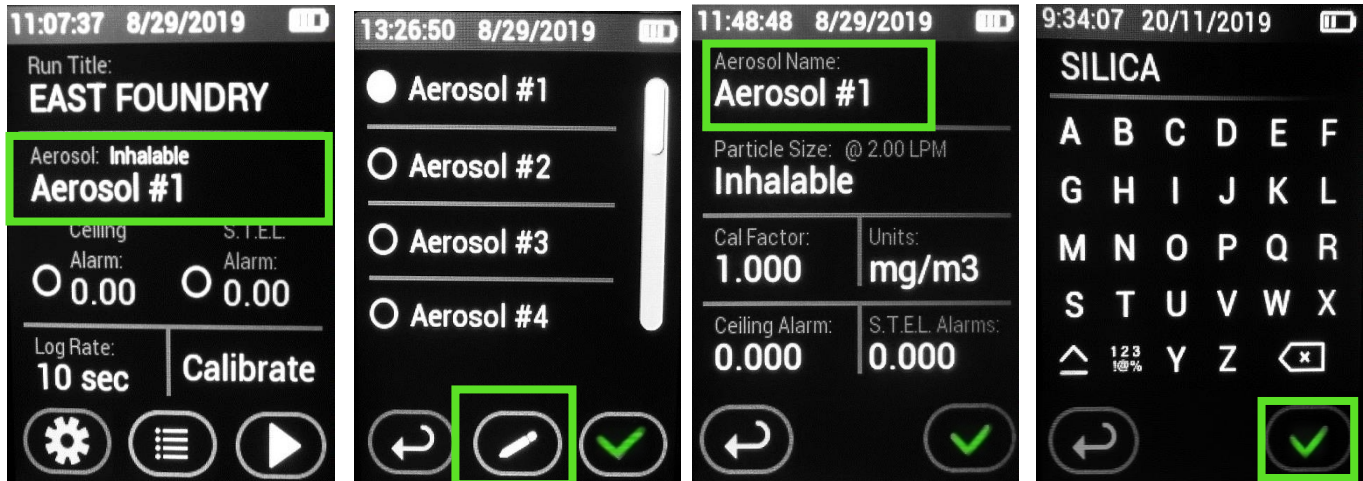 11:07:37 8/29/2019
Run Title:
EAST FOUNDRY
Aerosol: Inhalable
Aerosol #1
Ceiling S.T.E.L.
Alarm: Alarm:
0.00 0.00
Log Rate:
10 sec Calibrate
13:26:50 8/29/2019
Aerosol #1
Aerosol #2
Aerosol #3
Aerosol #4
11:48:48 8/29/2019
Aerosol Name:
Aerosol #1
Particle Size: @ 2.00 LPM
Inhalable
Cal Factor: Units:
1.000 mg/m3
Ceiling Alarm: S.T.E.L. Alarms:
0.000 0.000
9:34:07 20/11/2019
SILICA
A B C D E F
G H I J K L
M N O P Q R
S T U V W X
123
!@% Y Z